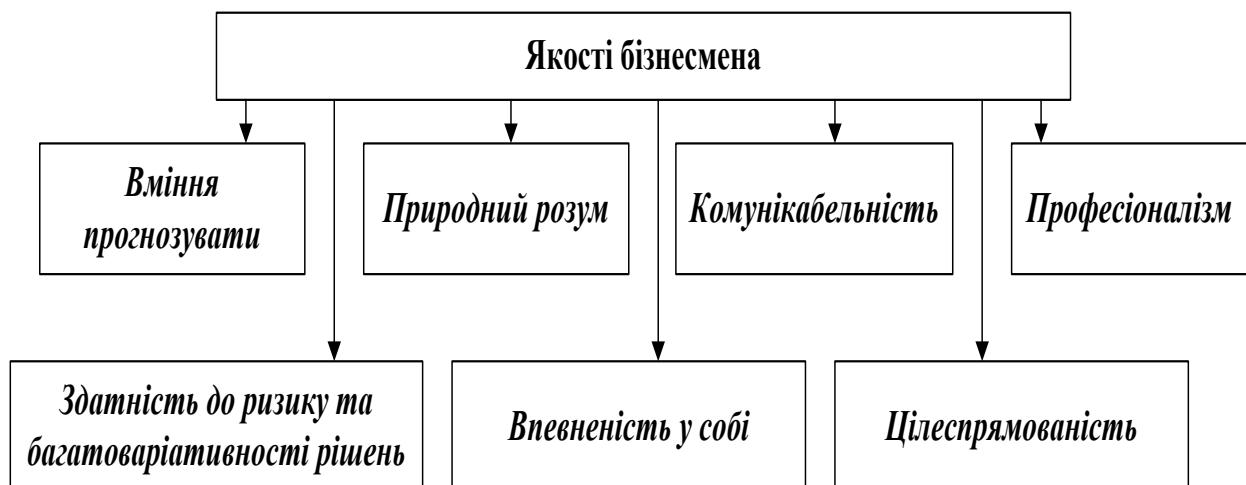 Якості бізнесмена
Вміння
прогнозувати
Природний розум
Комунікабельність
Професіоналізм
Здатність до ризику та
багатоваріативності рішень
Впевненість у собі
Цілеспрямованість